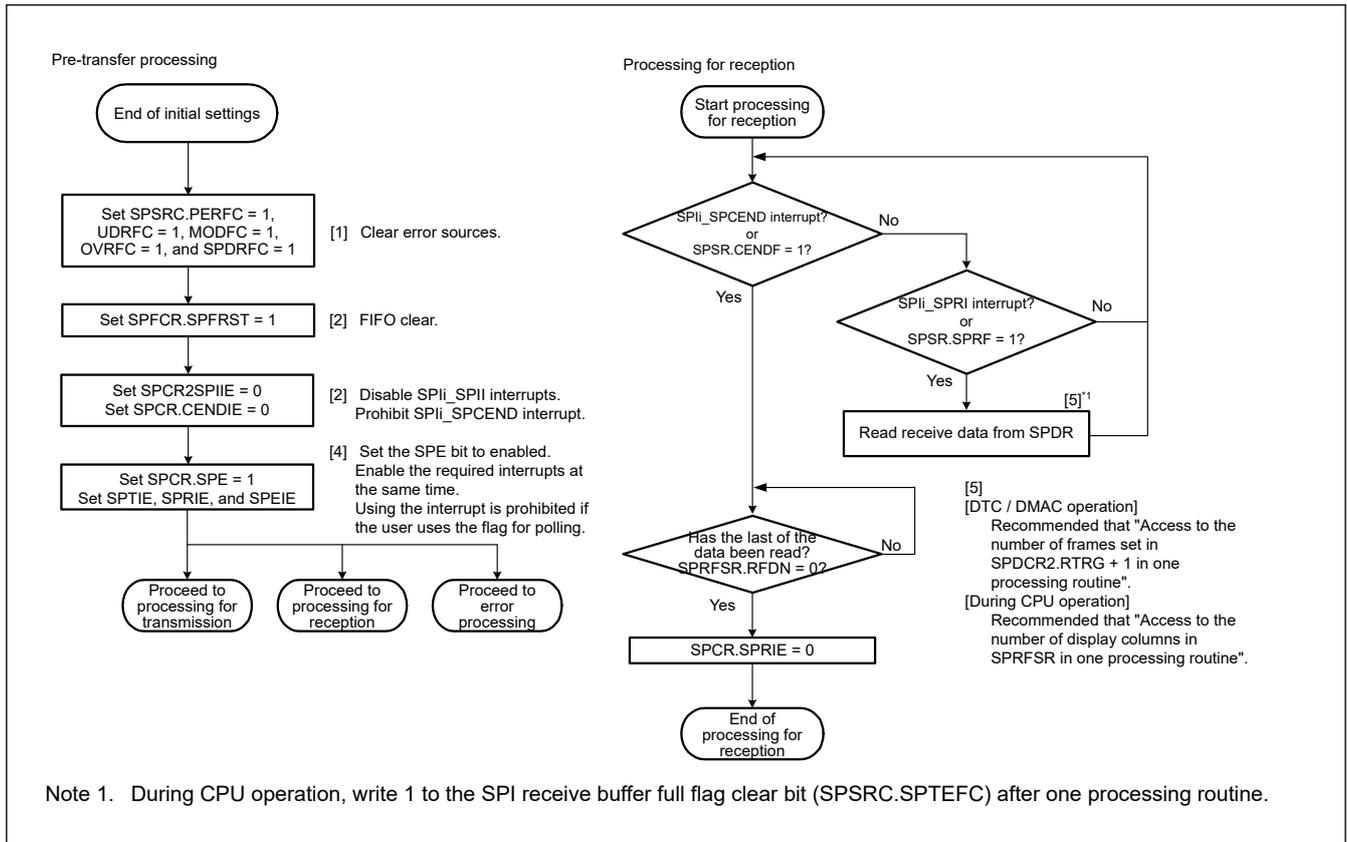 Pre-transfer processing
End of initial settings
Set SPSRC.PERFC = 1,
UDRFC = 1, MODFC = 1,
OVRFC = 1, and SPDRFC = 1
[1] Clear error sources.
Set SPFCR.SPFRST = 1
[2] FIFO clear.
Set SPCR2SPIIE = 0
Set SPCR.CENDIE = 0
[2] Disable SPIi_SPII interrupts.
Prohibit SPIi_SPCEND interrupt.
Set SPCR.SPE = 1
Set SPTIE, SPRIE, and SPEIE
[4] Set the SPE bit to enabled.
Enable the required interrupts at
the same time.
Using the interrupt is prohibited if
the user uses the flag for polling.
Proceed to
processing for
transmission
Proceed to
processing for
reception
Proceed to
error
processing
Processing for reception
Start processing
for reception
SPIi_SPCEND interrupt?
or
SPSR.CENDF = 1?
No
Yes
SPIi_SPRI interrupt?
or
SPSR.SPRF = 1?
No
Yes
[5]*1
Read receive data from SPDR
Has the last of the
data been read?
SPRFSR.RFDN = 0?
No
Yes
SPCR.SPRIE = 0
End of
processing for
reception
[5]
[DTC / DMAC operation]
Recommended that "Access to the
number of frames set in
SPDCR2.RTRG + 1 in one
processing routine".
[During CPU operation]
Recommended that "Access to the
number of display columns in
SPRFSR in one processing routine".
Note 1. During CPU operation, write 1 to the SPI receive buffer full flag clear bit (SPSRC.SPTEFC) after one processing routine.